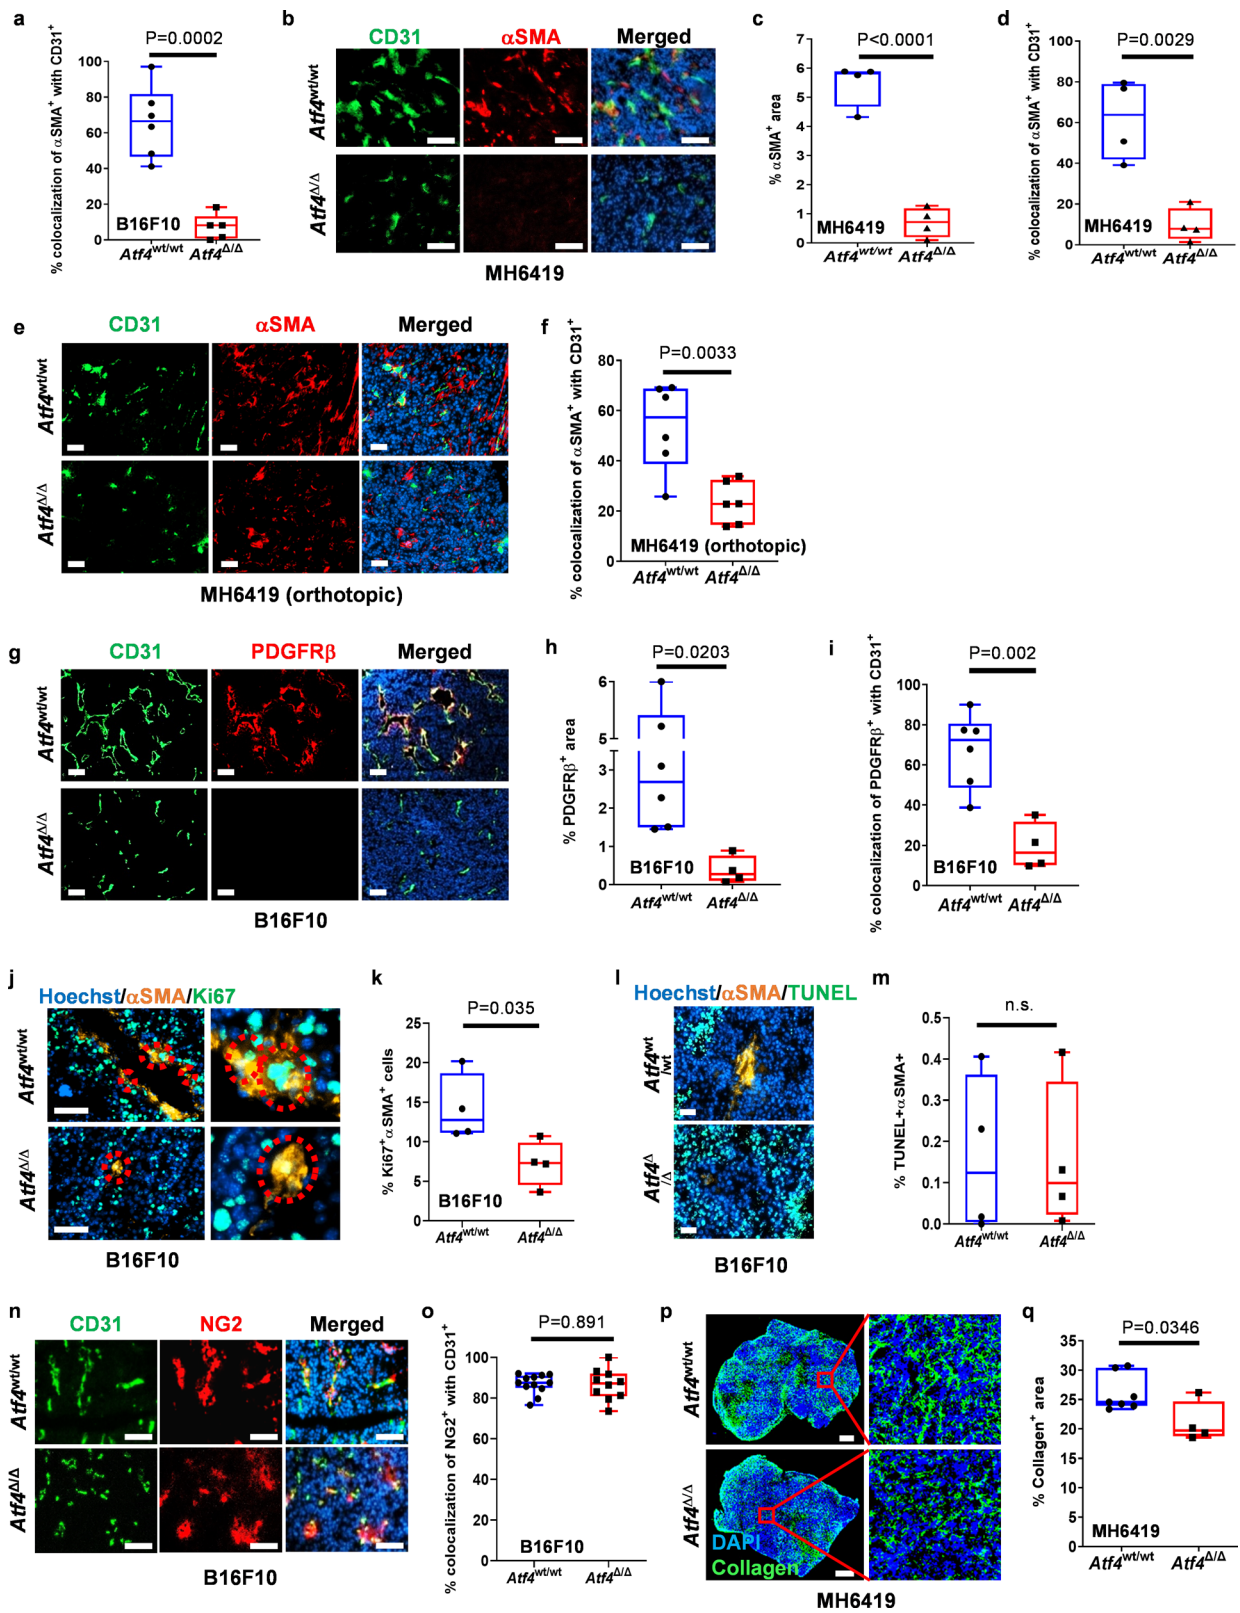 a
P=0.0002
% colocalization of αSMA⁺ with CD31⁺
100
80
60
40
20
0
B16F10
Atf4wt/wt
Atf4Δ/Δ
b
CD31
αSMA
Merged
Atf4wt/wt
Atf4Δ/Δ
MH6419
c
P<0.0001
% αSMA⁺ area
7
6
5
4
3
2
1
0
MH6419
Atf4wt/wt
Atf4Δ/Δ
d
P=0.0029
% colocalization of αSMA⁺ with CD31⁺
100
80
60
40
20
0
MH6419
Atf4wt/wt
Atf4Δ/Δ
e
CD31
αSMA
Merged
Atf4wt/wt
Atf4Δ/Δ
MH6419 (orthotopic)
f
P=0.0033
% colocalization of αSMA⁺ with CD31⁺
80
60
40
20
0
MH6419 (orthotopic)
Atf4wt/wt
Atf4Δ/Δ
g
CD31
PDGFRβ
Merged
Atf4wt/wt
Atf4Δ/Δ
B16F10
h
P=0.0203
% PDGFRβ⁺ area
6
5
3
2
1
0
B16F10
Atf4wt/wt
Atf4Δ/Δ
i
P=0.002
% colocalization of PDGFRβ⁺ with CD31⁺
100
80
60
40
20
0
B16F10
Atf4wt/wt
Atf4Δ/Δ
j
Hoechst/αSMA/Ki67
Atf4wt/wt
Atf4Δ/Δ
B16F10
k
P=0.035
% Ki67⁺αSMA⁺ cells
25
20
15
10
5
0
B16F10
Atf4wt/wt
Atf4Δ/Δ
l
Hoechst/αSMA/TUNEL
Atf4wt
/wt
Atf4Δ
/Δ
B16F10
m
n.s.
% TUNEL+αSMA+
0.5
0.4
0.3
0.2
0.1
0.0
Atf4wt/wt
Atf4Δ/Δ
n
CD31
NG2
Merged
Atf4wt/wt
Atf4Δ/Δ
B16F10
o
P=0.891
% colocalization of NG2⁺ with CD31⁺
100
80
60
40
20
0
B16F10
Atf4wt/wt
Atf4Δ/Δ
p
Atf4wt/wt
Atf4Δ/Δ
DAPI
Collagen
MH6419
q
P=0.0346
% Collagen⁺ area
35
30
25
20
15
10
5
0
MH6419
Atf4wt/wt
Atf4Δ/Δ